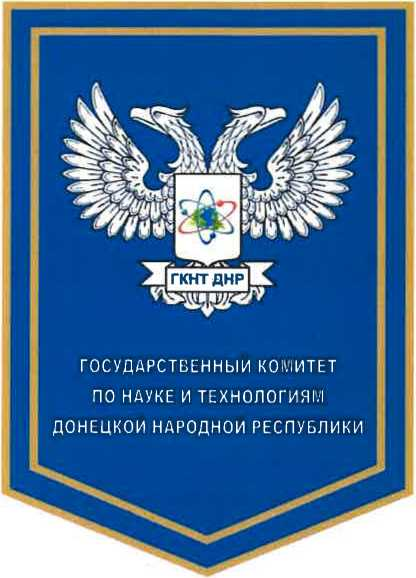 ГКНТ ДНР
ГОСУДАРСТВЕННЫЙ КОМИТЕТ
ПО НАУКЕ И ТЕХНОЛОГИЯМ
ДОНЕЦКОЙ НАРОДНОЙ РЕСПУБЛИКИ